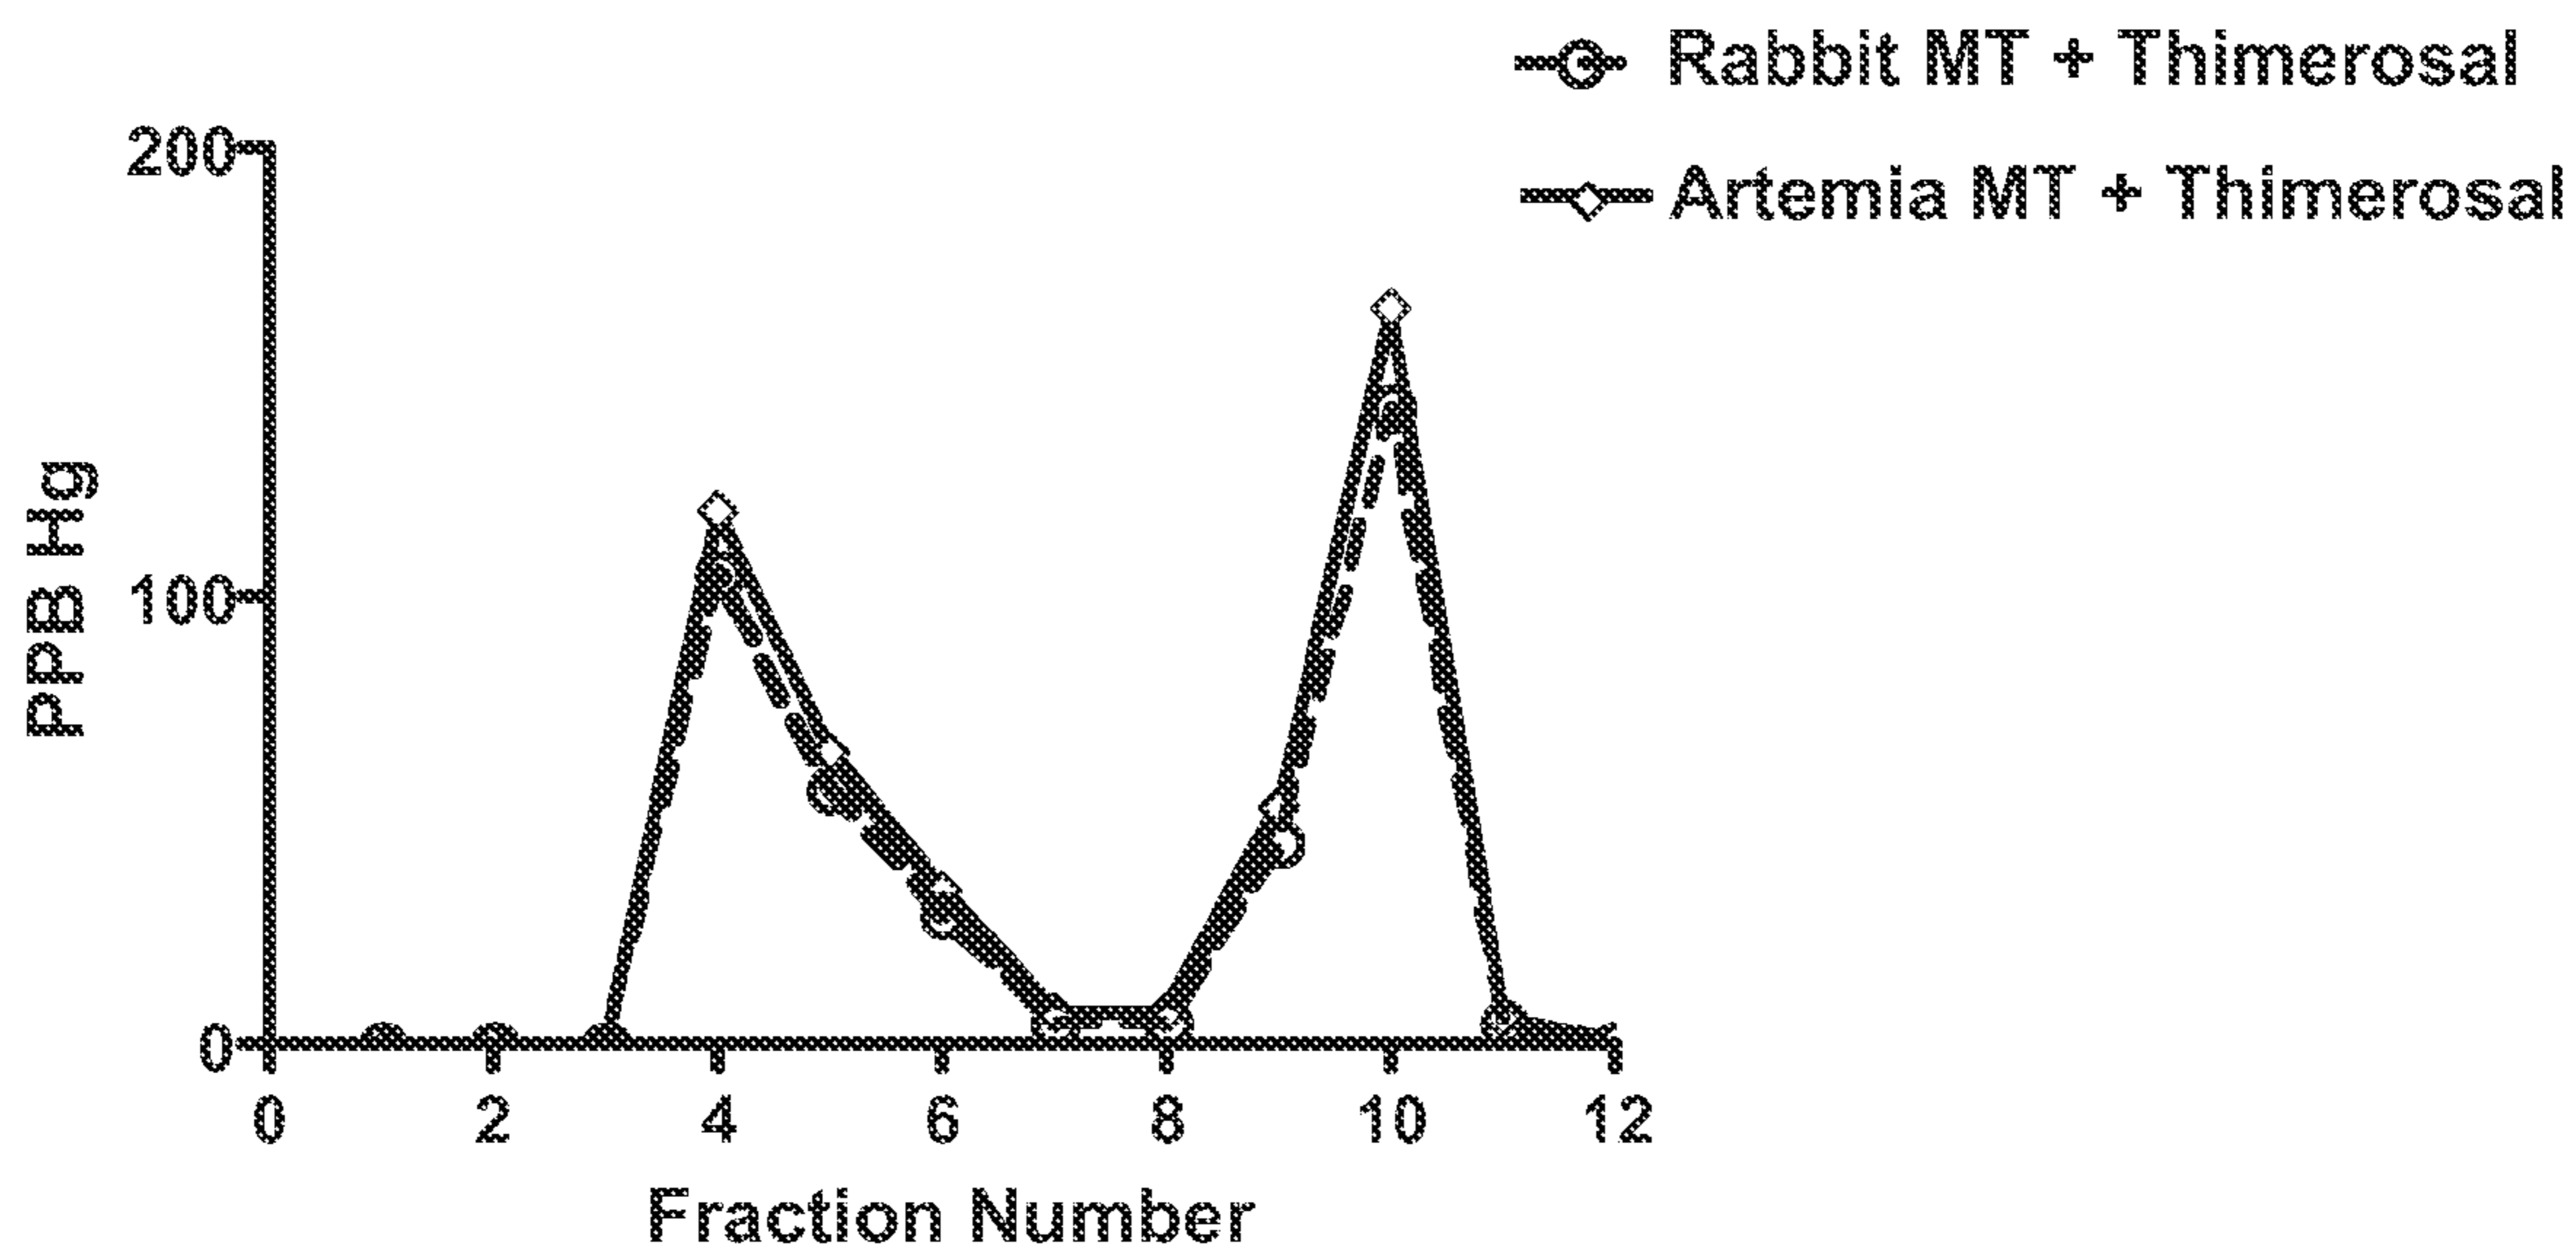 Rabbit MT + Thimerosal
Artemia MT + Thimerosal
200
100
0
PPB Hg
0 2 4 6 8 10 12
Fraction Number